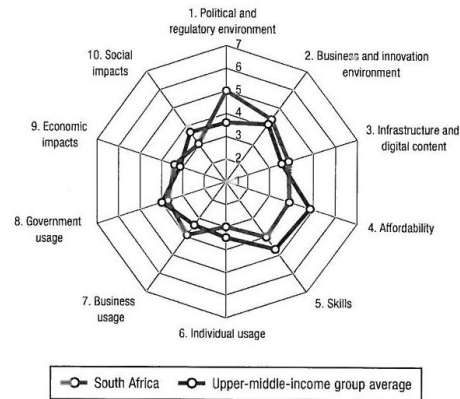 1. Political and
regulatory environment
10. Social
impacts
2. Business and innovation
environment
9. Economic
impacts
3. Infrastructure and
digital content
8. Government
usage
4. Affordability
7. Business
usage
5. Skills
6. Individual usage
7
6
5
4
3
2
1
South Africa
Upper-middle-income group average